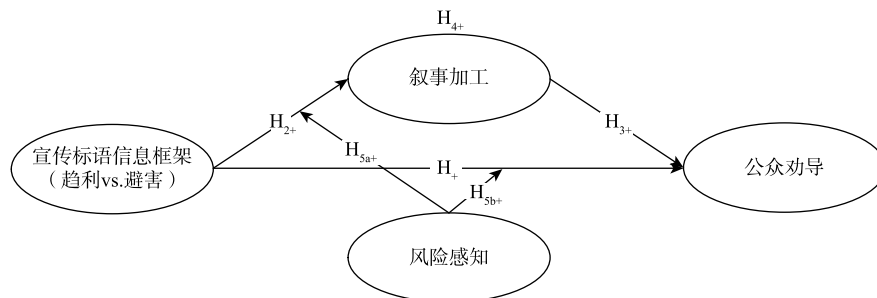 H4+
叙事加工
H2+
H3+
宣传标语信息框架
（趋利vs.避害）
H5a+
H+
公众劝导
H5b+
风险感知